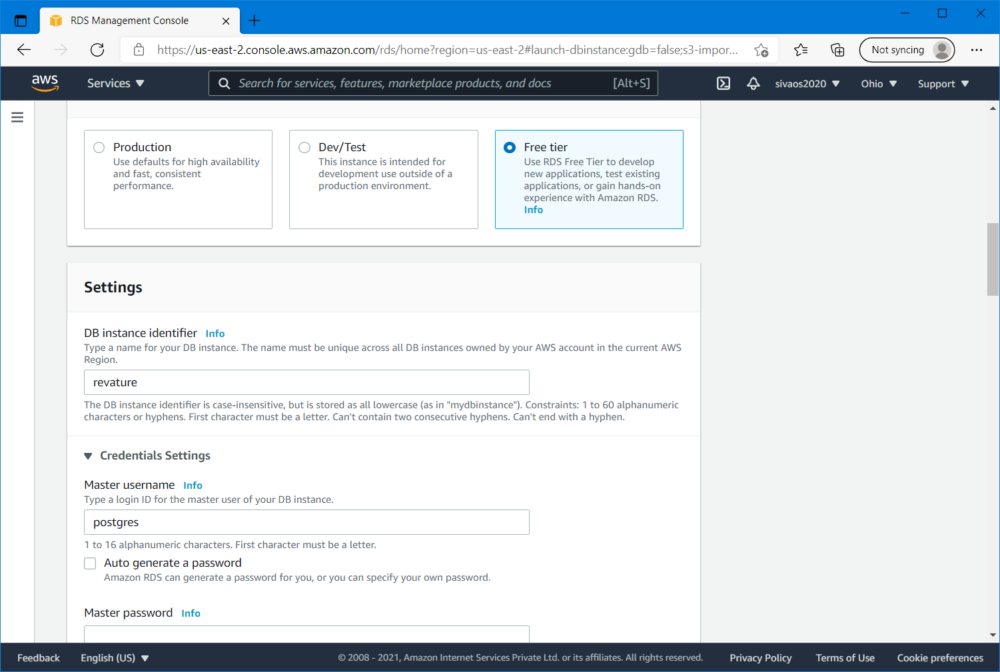 RDS Management Console
https://us-east-2.console.aws.amazon.com/rds/home?region=us-east-2#launch-dbinstance:gdb=false;s3-impor...
Not syncing
aws
Services
Search for services, features, marketplace products, and docs
[Alt+S]
sivaos2020
Ohio
Support
Production
Use defaults for high availability
and fast, consistent
performance.
Dev/Test
This instance is intended for
development use outside of a
production environment.
Free tier
Use RDS Free Tier to develop
new applications, test existing
applications, or gain hands-on
experience with Amazon RDS.
Info
Settings
DB instance identifier Info
Type a name for your DB instance. The name must be unique across all DB instances owned by your AWS account in the current AWS
Region.
revature
The DB instance identifier is case-insensitive, but is stored as all lowercase (as in "mydbinstance"). Constraints: 1 to 60 alphanumeric
characters or hyphens. First character must be a letter. Can't contain two consecutive hyphens. Can't end with a hyphen.
Credentials Settings
Master username Info
Type a login ID for the master user of your DB instance.
postgres
1 to 16 alphanumeric characters. First character must be a letter.
Auto generate a password
Amazon RDS can generate a password for you, or you can specify your own password.
Master password Info
Feedback
English (US)
© 2008 - 2021, Amazon Internet Services Private Ltd. or its affiliates. All rights reserved.
Privacy Policy
Terms of Use
Cookie preferences